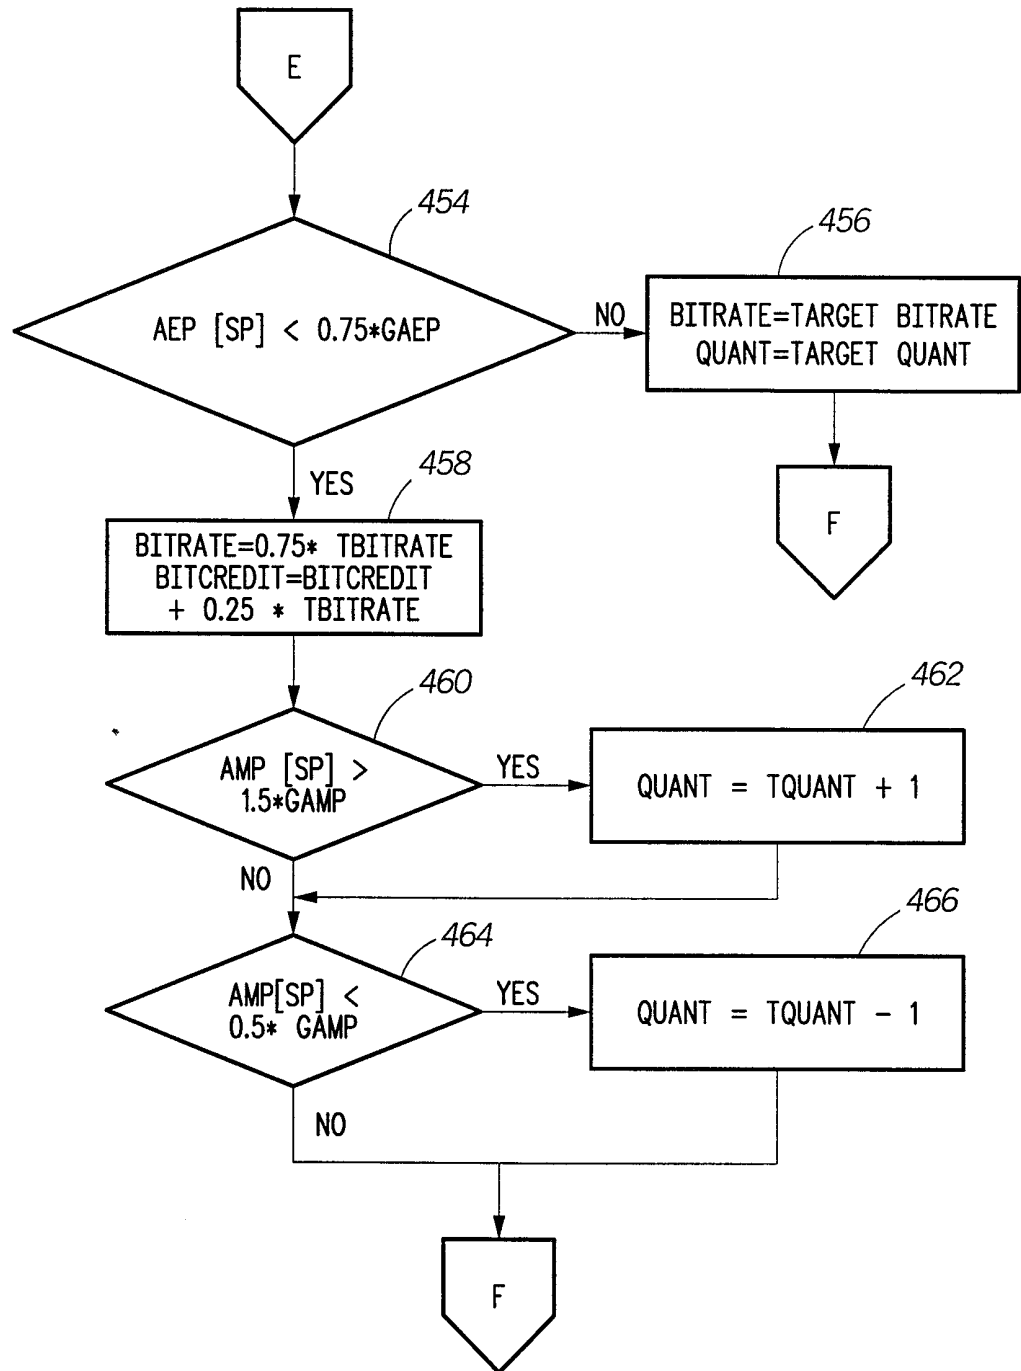 E
454
AEP [SP] < 0.75*GAEP
NO
456
BITRATE=TARGET BITRATE
QUANT=TARGET QUANT
F
YES
458
BITRATE=0.75* TBITRATE
BITCREDIT=BITCREDIT
+ 0.25 * TBITRATE
460
AMP [SP] >
1.5*GAMP
YES
462
QUANT = TQUANT + 1
NO
464
AMP[SP] <
0.5* GAMP
YES
466
QUANT = TQUANT - 1
NO
F